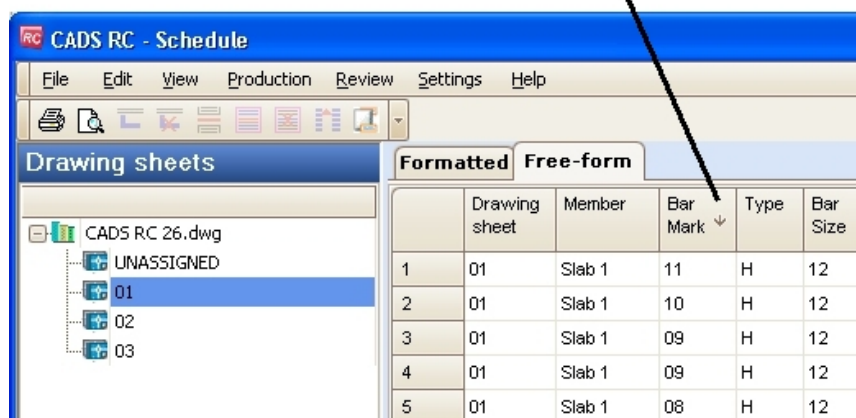 RC CADS RC - Schedule
File Edit View Production Review Settings Help
Drawing sheets
Formatted Free-form
CADS RC 26.dwg
UNASSIGNED
01
02
03
Drawing sheet Member Bar Mark Type Bar Size
1 01 Slab 1 11 H 12
2 01 Slab 1 10 H 12
3 01 Slab 1 09 H 12
4 01 Slab 1 09 H 12
5 01 Slab 1 08 H 12